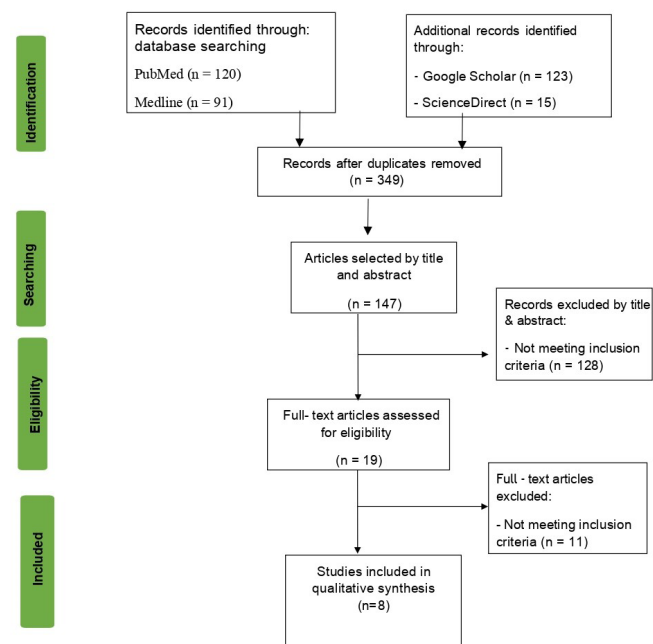 Identification
Records identified through:
database searching
PubMed (n = 120)
Medline (n = 91)
Additional records identified
through:
- Google Scholar (n = 123)
- ScienceDirect (n = 15)
Records after duplicates removed
(n = 349)
Searching
Articles selected by title
and abstract
(n = 147)
Records excluded by title
& abstract:
- Not meeting inclusion
criteria (n = 128)
Eligibility
Full- text articles assessed
for eligibility
(n = 19)
Full - text articles
excluded:
- Not meeting inclusion
criteria (n = 11)
Included
Studies included in
qualitative synthesis
(n=8)